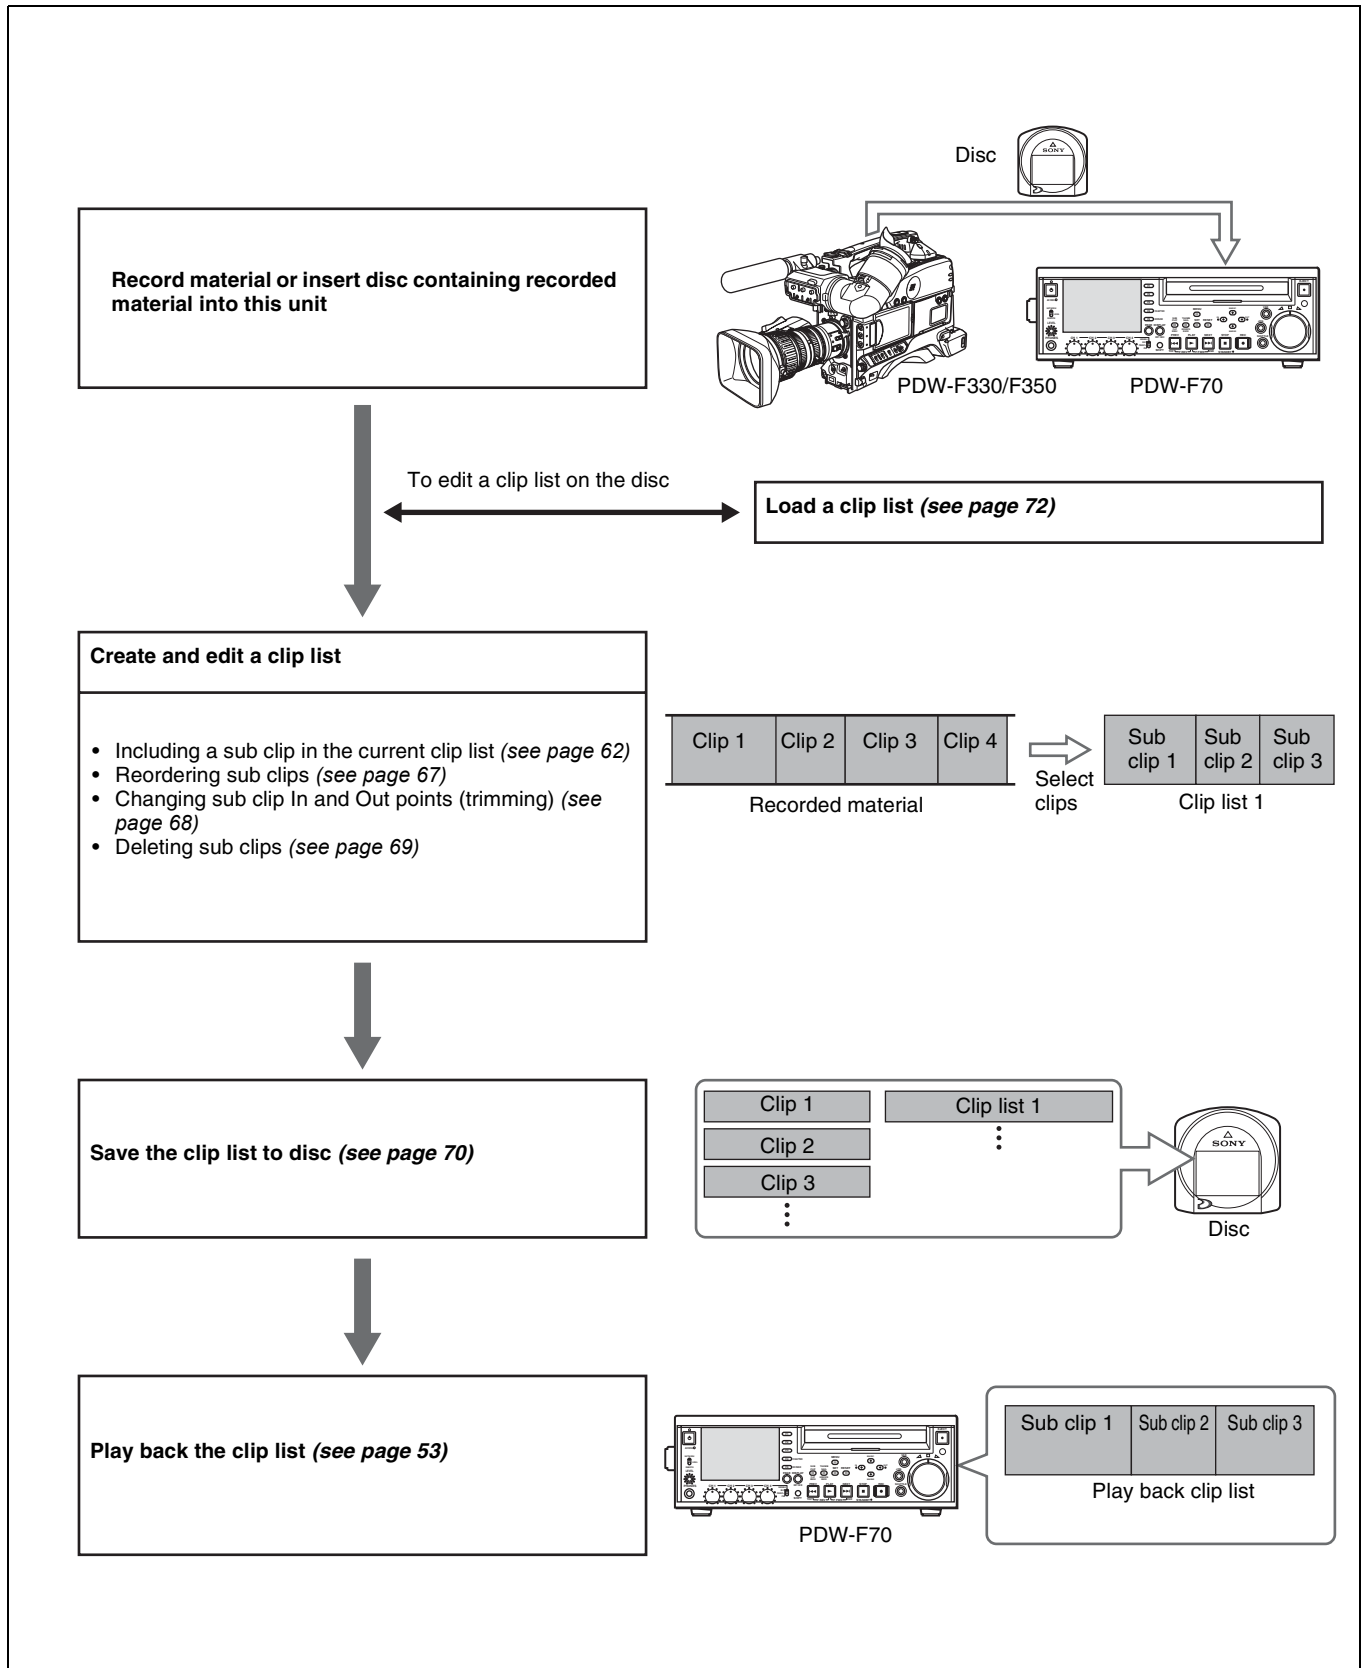 Disc
SONY
Record material or insert disc containing recorded
material into this unit
PDW-F330/F350
PDW-F70
To edit a clip list on the disc
Load a clip list (see page 72)
Create and edit a clip list
• Including a sub clip in the current clip list (see page 62)
• Reordering sub clips (see page 67)
• Changing sub clip In and Out points (trimming) (see
page 68)
• Deleting sub clips (see page 69)
Clip 1
Clip 2
Clip 3
Clip 4
Recorded material
Select
clips
Sub
clip 1
Sub
clip 2
Sub
clip 3
Clip list 1
Save the clip list to disc (see page 70)
Clip 1
Clip 2
Clip 3
Clip list 1
SONY
Disc
Play back the clip list (see page 53)
PDW-F70
Sub clip 1
Sub clip 2
Sub clip 3
Play back clip list